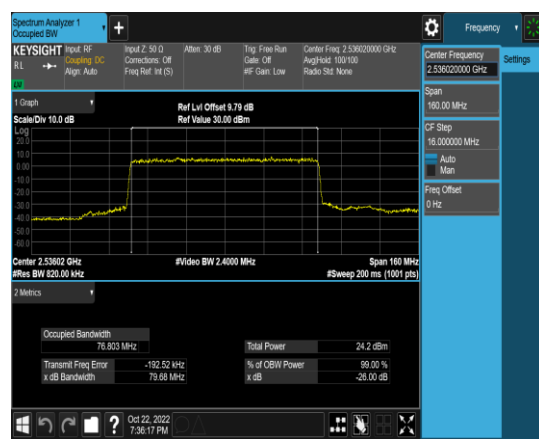 Spectrum Analyzer 1
Occupied BW
+
Frequency
KEYSIGHT Input: RF Input Z: 50 Ω Atten: 30 dB Trig: Free Run Center Freq: 2.536020000 GHz
RL Coupling: DC Corrections: Off Gate: Off Avg|Hold: 100/100
Align: Auto Freq Ref: Int (S) #IF Gain: Low Radio Std: None
Center Frequency
2.536020000 GHz
Settings
Span
160.00 MHz
CF Step
16.000000 MHz
Auto
Man
Freq Offset
0 Hz
1 Graph
Ref Lvl Offset 9.79 dB
Scale/Div 10.0 dB Ref Value 30.00 dBm
Log
20.0
10.0
0.00
-10.0
-20.0
-30.0
-40.0
-50.0
-60.0
Center 2.53602 GHz #Video BW 2.4000 MHz Span 160 MHz
#Res BW 820.00 kHz #Sweep 200 ms (1001 pts)
2 Metrics
Occupied Bandwidth
76.803 MHz Total Power 24.2 dBm
Transmit Freq Error -192.52 kHz % of OBW Power 99.00 %
x dB Bandwidth 79.68 MHz x dB -26.00 dB
? Oct 22, 2022
7:36:17 PM